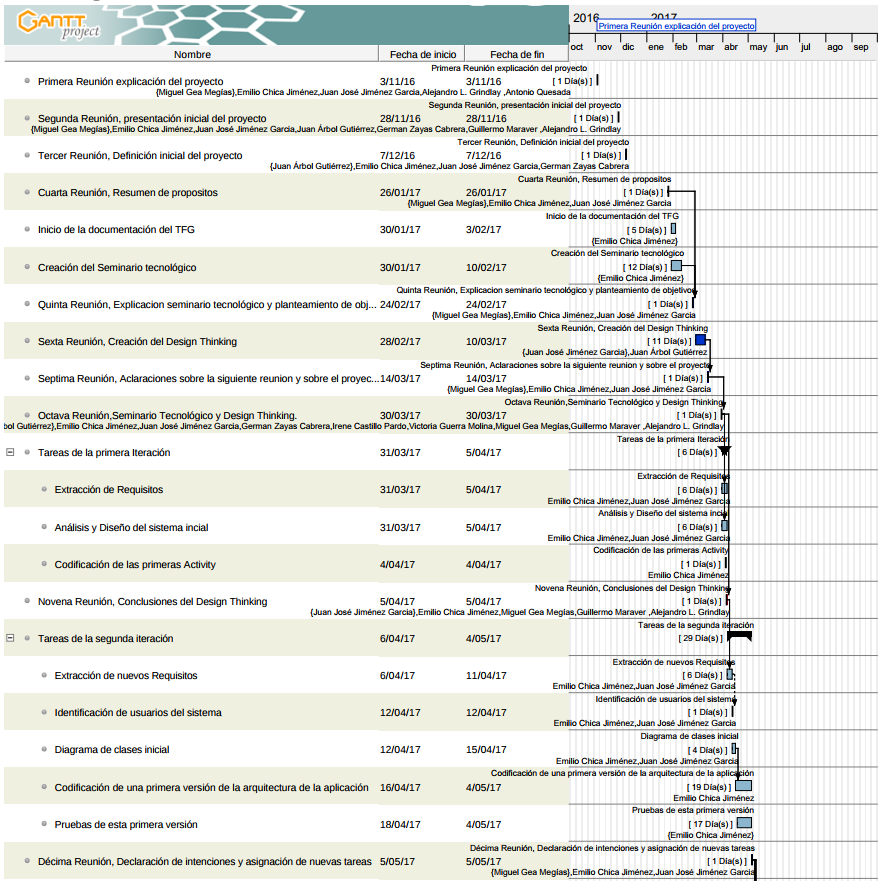 GANTT
project
2016 2017
Primera Reunión explicación del proyecto
Nombre Fecha de inicio Fecha de fin oct nov dic ene feb mar abr may jun jul ago sep
Primera Reunión explicación del proyecto
Primera Reunión explicación del proyecto 3/11/16 3/11/16 [ 1 Día(s) ]
{Miguel Gea Megías},Emilio Chica Jiménez,Juan José Jiménez Garcia,Alejandro L. Grindlay ,Antonio Quesada
Segunda Reunión, presentación inicial del proyecto
Segunda Reunión, presentación inicial del proyecto 28/11/16 28/11/16 [ 1 Día(s) ]
{Miguel Gea Megías},Emilio Chica Jiménez,Juan José Jiménez Garcia,Juan Árbol Gutiérrez,German Zayas Cabrera,Guillermo Maraver ,Alejandro L. Grindlay
Tercer Reunión, Definición inicial del proyecto
Tercer Reunión, Definición inicial del proyecto 7/12/16 7/12/16 [ 1 Día(s) ]
{Juan Árbol Gutiérrez},Emilio Chica Jiménez,Juan José Jiménez Garcia,German Zayas Cabrera
Cuarta Reunión, Resumen de propositos
Cuarta Reunión, Resumen de propositos 26/01/17 26/01/17 [ 1 Día(s) ]
{Miguel Gea Megías},Emilio Chica Jiménez,Juan José Jiménez Garcia
Inicio de la documentación del TFG
Inicio de la documentación del TFG 30/01/17 3/02/17 [ 5 Día(s) ]
{Emilio Chica Jiménez}
Creación del Seminario tecnológico
Creación del Seminario tecnológico 30/01/17 10/02/17 [ 12 Día(s) ]
{Emilio Chica Jiménez}
Quinta Reunión, Explicacion seminario tecnológico y planteamiento de objetivos
Quinta Reunión, Explicacion seminario tecnológico y planteamiento de obj... 24/02/17 24/02/17 [ 1 Día(s) ]
{Miguel Gea Megías},Emilio Chica Jiménez,Juan José Jiménez Garcia
Sexta Reunión, Creación del Design Thinking
Sexta Reunión, Creación del Design Thinking 28/02/17 10/03/17 [ 11 Día(s) ]
{Juan José Jiménez Garcia},Juan Árbol Gutiérrez
Septima Reunión, Aclaraciones sobre la siguiente reunion y sobre el proyecto
Septima Reunión, Aclaraciones sobre la siguiente reunion y sobre el proyec... 14/03/17 14/03/17 [ 1 Día(s) ]
{Miguel Gea Megías},Emilio Chica Jiménez,Juan José Jiménez Garcia
Octava Reunión,Seminario Tecnológico y Design Thinking.
Octava Reunión,Seminario Tecnológico y Design Thinking. 30/03/17 30/03/17 [ 1 Día(s) ]
bol Gutiérrez},Emilio Chica Jiménez,Juan José Jiménez Garcia,German Zayas Cabrera,Irene Castillo Pardo,Victoria Guerra Molina,Miguel Gea Megías,Guillermo Maraver ,Alejandro L. Grindlay
Tareas de la primera Iteración
Tareas de la primera Iteración 31/03/17 5/04/17 [ 6 Día(s) ]
Extracción de Requisitos
Extracción de Requisitos 31/03/17 5/04/17 [ 6 Día(s) ]
Emilio Chica Jiménez,Juan José Jiménez Garcia
Análisis y Diseño del sistema incial
Análisis y Diseño del sistema incial 31/03/17 5/04/17 [ 6 Día(s) ]
Emilio Chica Jiménez,Juan José Jiménez Garcia
Codificación de las primeras Activity
Codificación de las primeras Activity 4/04/17 4/04/17 [ 1 Día(s) ]
Emilio Chica Jiménez
Novena Reunión, Conclusiones del Design Thinking
Novena Reunión, Conclusiones del Design Thinking 5/04/17 5/04/17 [ 1 Día(s) ]
{Juan José Jiménez Garcia},Emilio Chica Jiménez,Miguel Gea Megías,Guillermo Maraver ,Alejandro L. Grindlay
Tareas de la segunda iteración
Tareas de la segunda iteración 6/04/17 4/05/17 [ 29 Día(s) ]
Extracción de nuevos Requisitos
Extracción de nuevos Requisitos 6/04/17 11/04/17 [ 6 Día(s) ]
Emilio Chica Jiménez,Juan José Jiménez Garcia
Identificación de usuarios del sistema
Identificación de usuarios del sistema 12/04/17 12/04/17 [ 1 Día(s) ]
Emilio Chica Jiménez,Juan José Jiménez Garcia
Diagrama de clases inicial
Diagrama de clases inicial 12/04/17 15/04/17 [ 4 Día(s) ]
Emilio Chica Jiménez,Juan José Jiménez Garcia
Codificación de una primera versión de la arquitectura de la aplicación
Codificación de una primera versión de la arquitectura de la aplicación 16/04/17 4/05/17 [ 19 Día(s) ]
Emilio Chica Jiménez
Pruebas de esta primera versión
Pruebas de esta primera versión 18/04/17 4/05/17 [ 17 Día(s) ]
{Emilio Chica Jiménez}
Décima Reunión, Declaración de intenciones y asignación de nuevas tareas
Décima Reunión, Declaración de intenciones y asignación de nuevas tareas 5/05/17 5/05/17 [ 1 Día(s) ]
{Miguel Gea Megías},Emilio Chica Jiménez,Juan José Jiménez Garcia